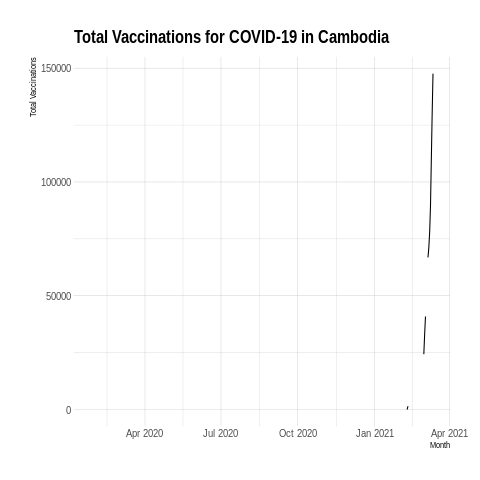 Total Vaccinations for COVID-19 in Cambodia
Total Vaccinations
150000
100000
50000
0
Apr 2020 Jul 2020 Oct 2020 Jan 2021 Apr 2021
Month